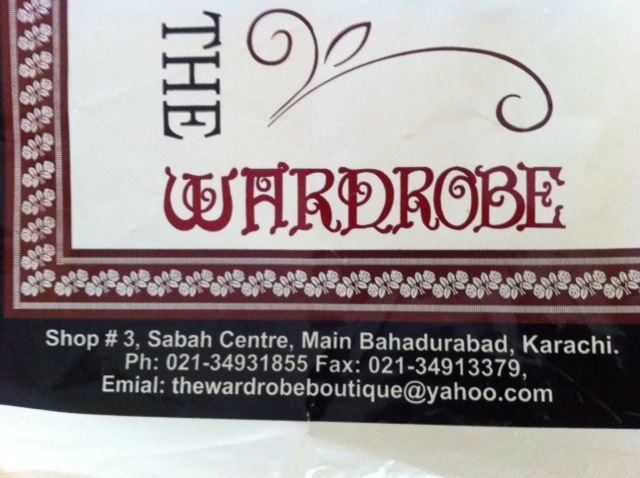 THE
WARDROBE
Shop # 3, Sabah Centre, Main Bahadurabad, Karachi.
Ph: 021-34931855 Fax: 021-34913379,
Emial: thewardrobeboutique@yahoo.com